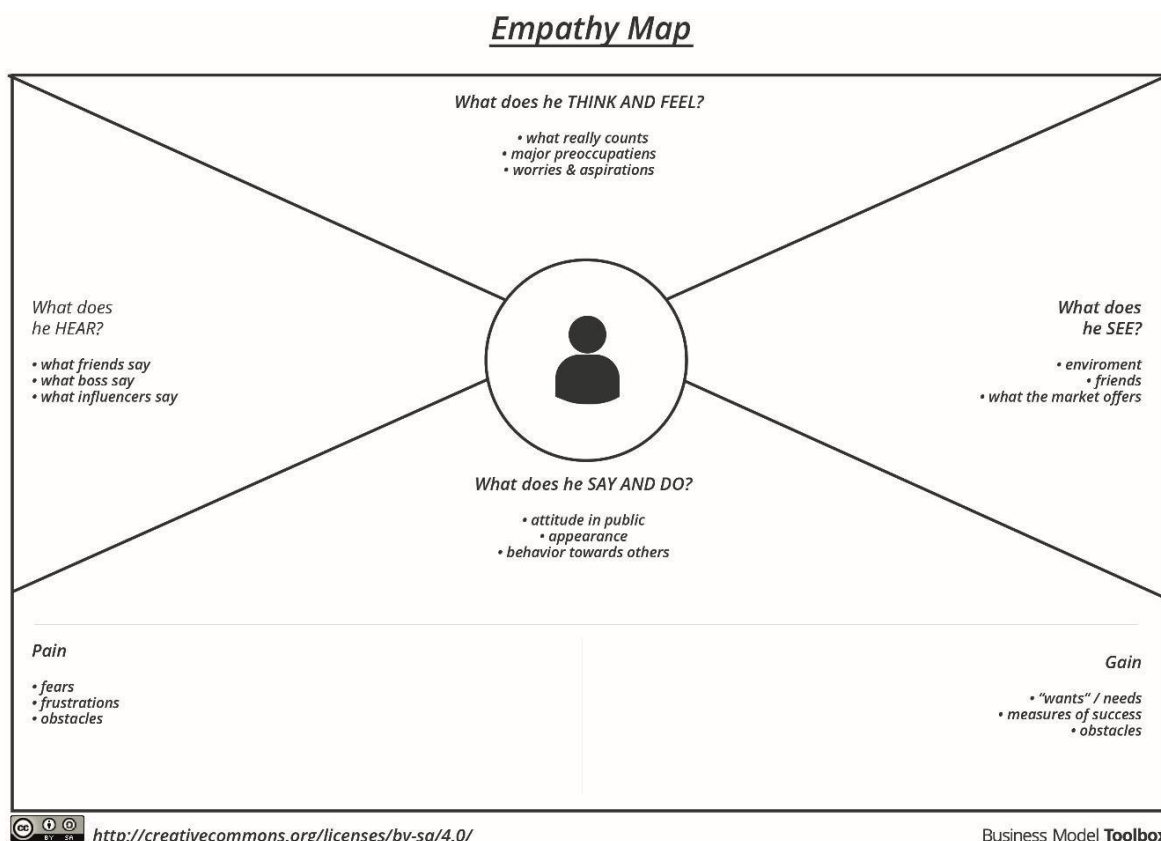 Empathy Map
What does he THINK AND FEEL?
• what really counts
• major preoccupatiens
• worries & aspirations
What does
he HEAR?
• what friends say
• what boss say
• what influencers say
What does
he SEE?
• enviroment
• friends
• what the market offers
What does he SAY AND DO?
• attitude in public
• appearance
• behavior towards others
Pain
• fears
• frustrations
• obstacles
Gain
• “wants“ / needs
• measures of success
• obstacles
cc BY SA
http://creativecommons.org/licenses/by-sa/4.0/
Business Model Toolbox